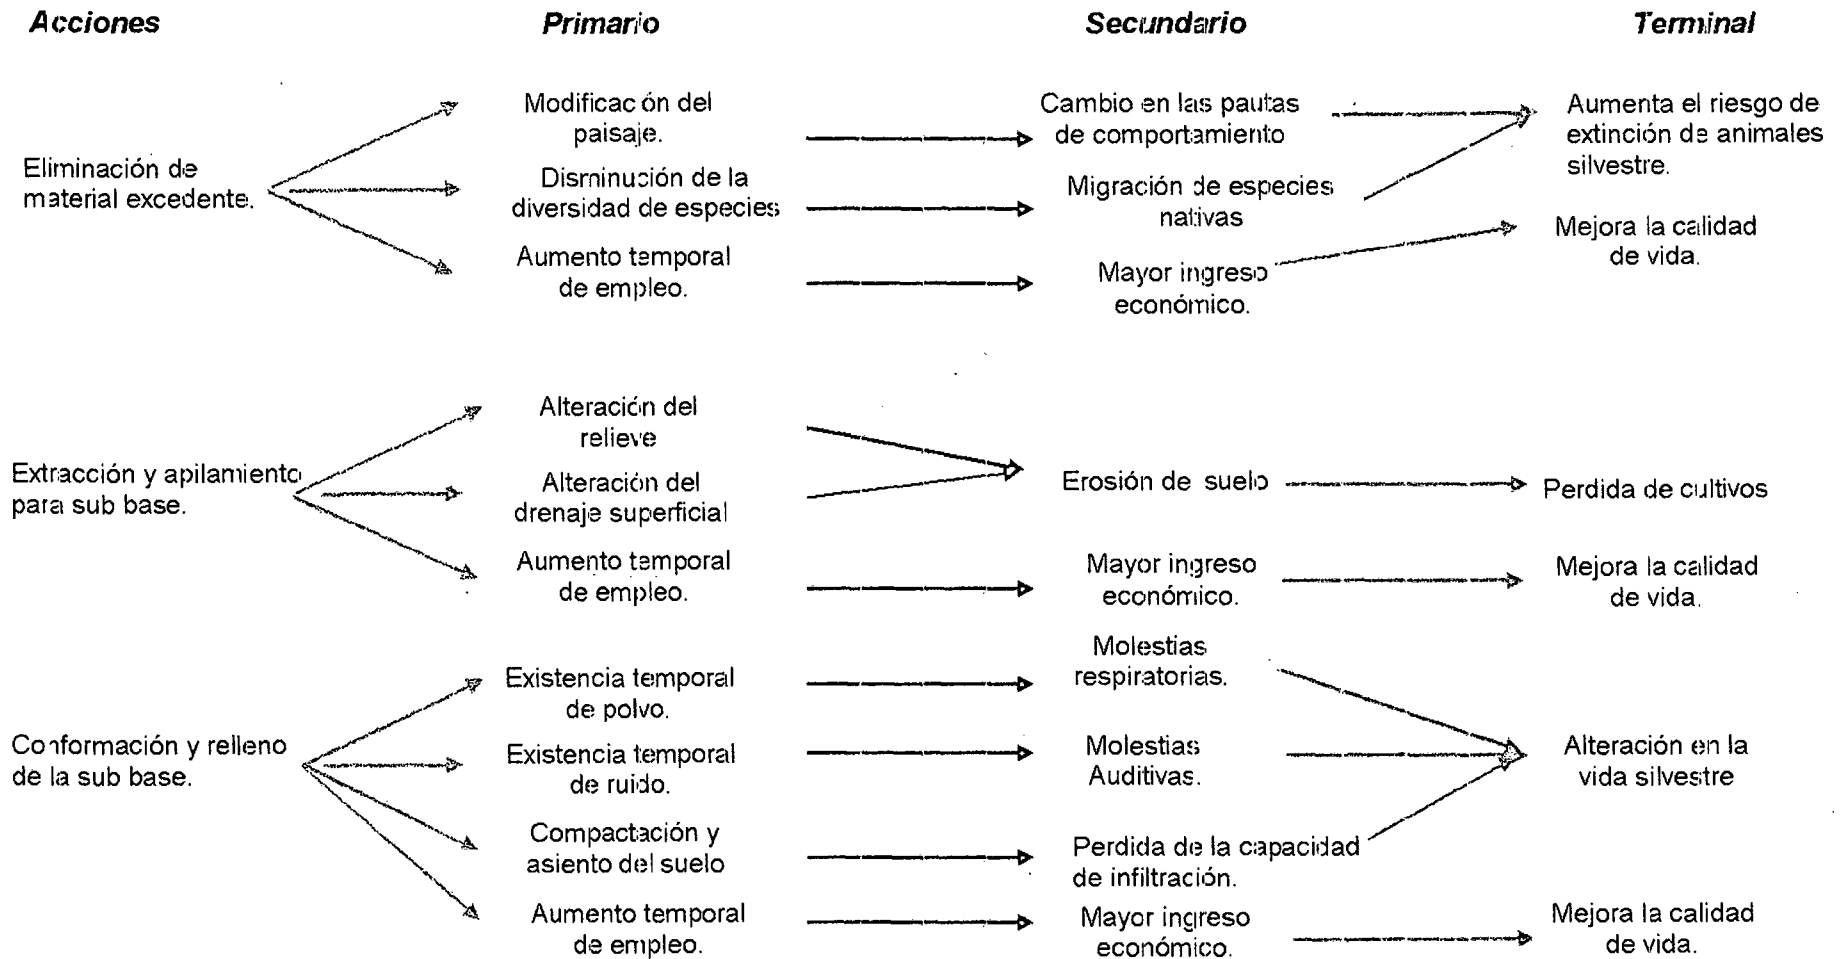 Acciones
Primario
Secundario
Terminal
Eliminación de
material excedente.
Modificación del
paisaje.
Disminución de la
diversidad de especies
Aumento temporal
de empleo.
Cambio en las pautas
de comportamiento
Migración de especies
nativas
Mayor ingreso
económico.
Aumenta el riesgo de
extinción de animales
silvestre.
Mejora la calidad
de vida.
Extracción y apilamiento
para sub base.
Alteración del
relieve
Alteración del
drenaje superficial
Aumento temporal
de empleo.
Erosión de suelo
Mayor ingreso
económico.
Perdida de cultivos
Mejora la calidad
de vida.
Conformación y relleno
de la sub base.
Existencia temporal
de polvo.
Existencia temporal
de ruido.
Compactación y
asiento del suelo
Aumento temporal
de empleo.
Molestias
respiratorias.
Molestias
Auditivas.
Perdida de la capacidad
de infiltración.
Mayor ingreso
económico.
Alteración en la
vida silvestre
Mejora la calidad
de vida.